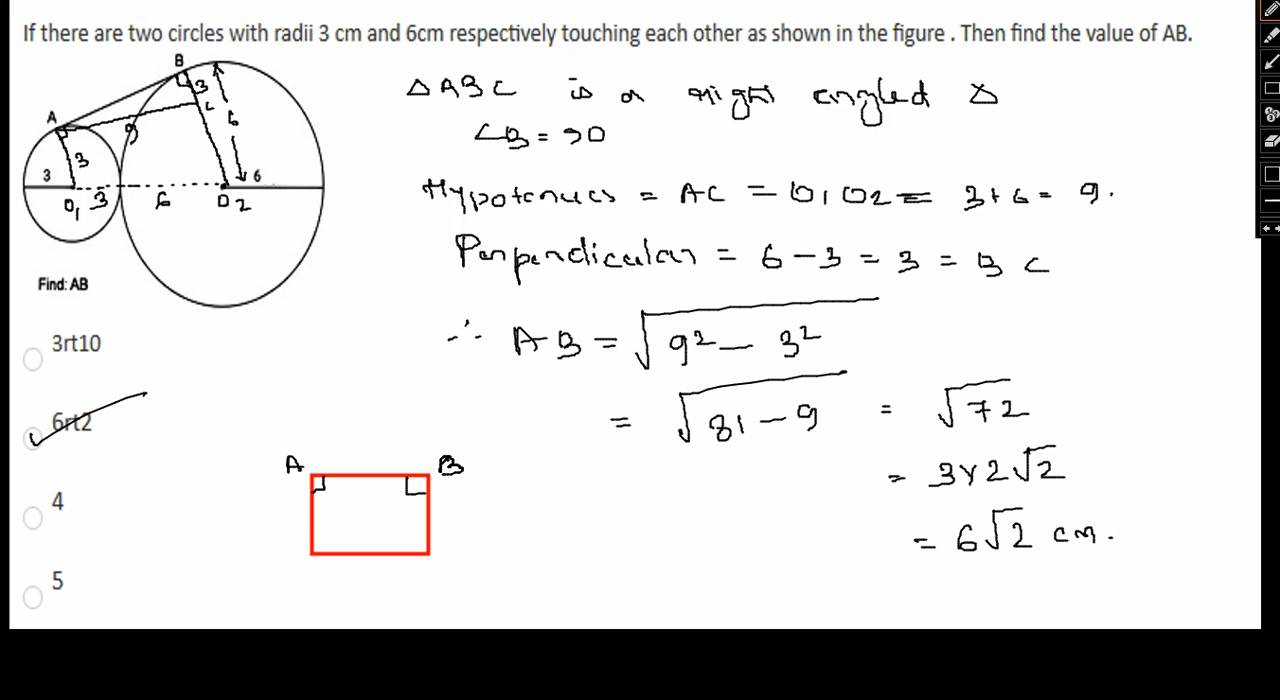 If there are two circles with radii 3 cm and 6cm respectively touching each other as shown in the figure . Then find the value of AB.
B
3
C
6
A
9
3
3
6
O1
3
6
O2
Find: AB
3rt10
6rt2
4
5
A B
△ABC is a right angled △
∠B = 90
Hypotenues = AC = O1O2 = 3+6 = 9.
Perpendicular = 6 – 3 = 3 = BC
∴ AB = √9² – 3²
= √81 – 9 = √72
= 3×2√2
= 6√2 cm.